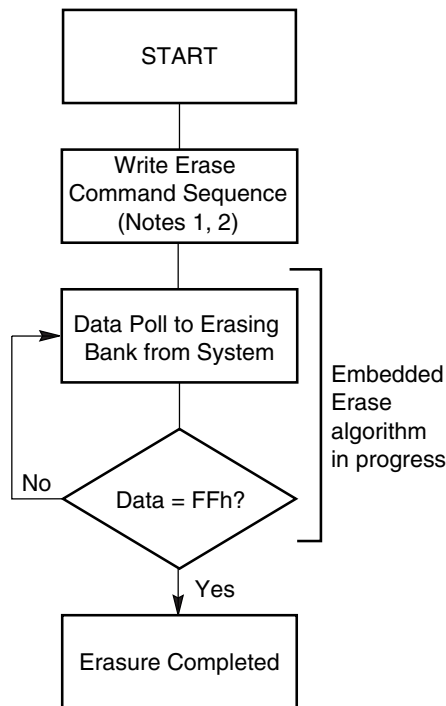 START
Write Erase
Command Sequence
(Notes 1, 2)
Data Poll to Erasing
Bank from System
Embedded
Erase
algorithm
in progress
No
Data = FFh?
Yes
Erasure Completed